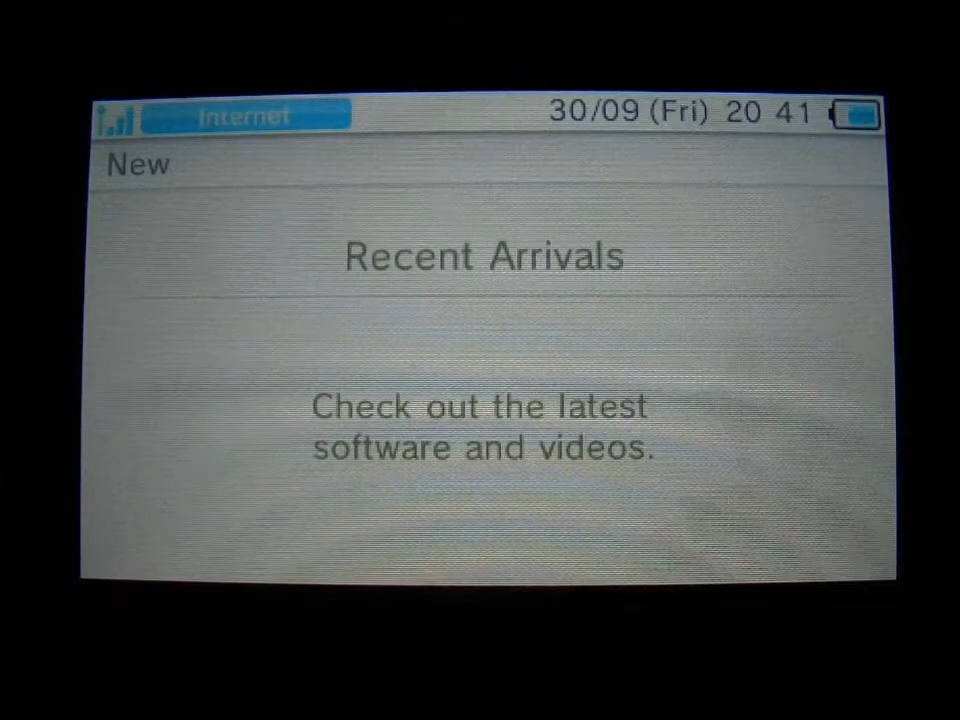 Internet
30/09 (Fri) 20 41
New
Recent Arrivals
Check out the latest
software and videos.